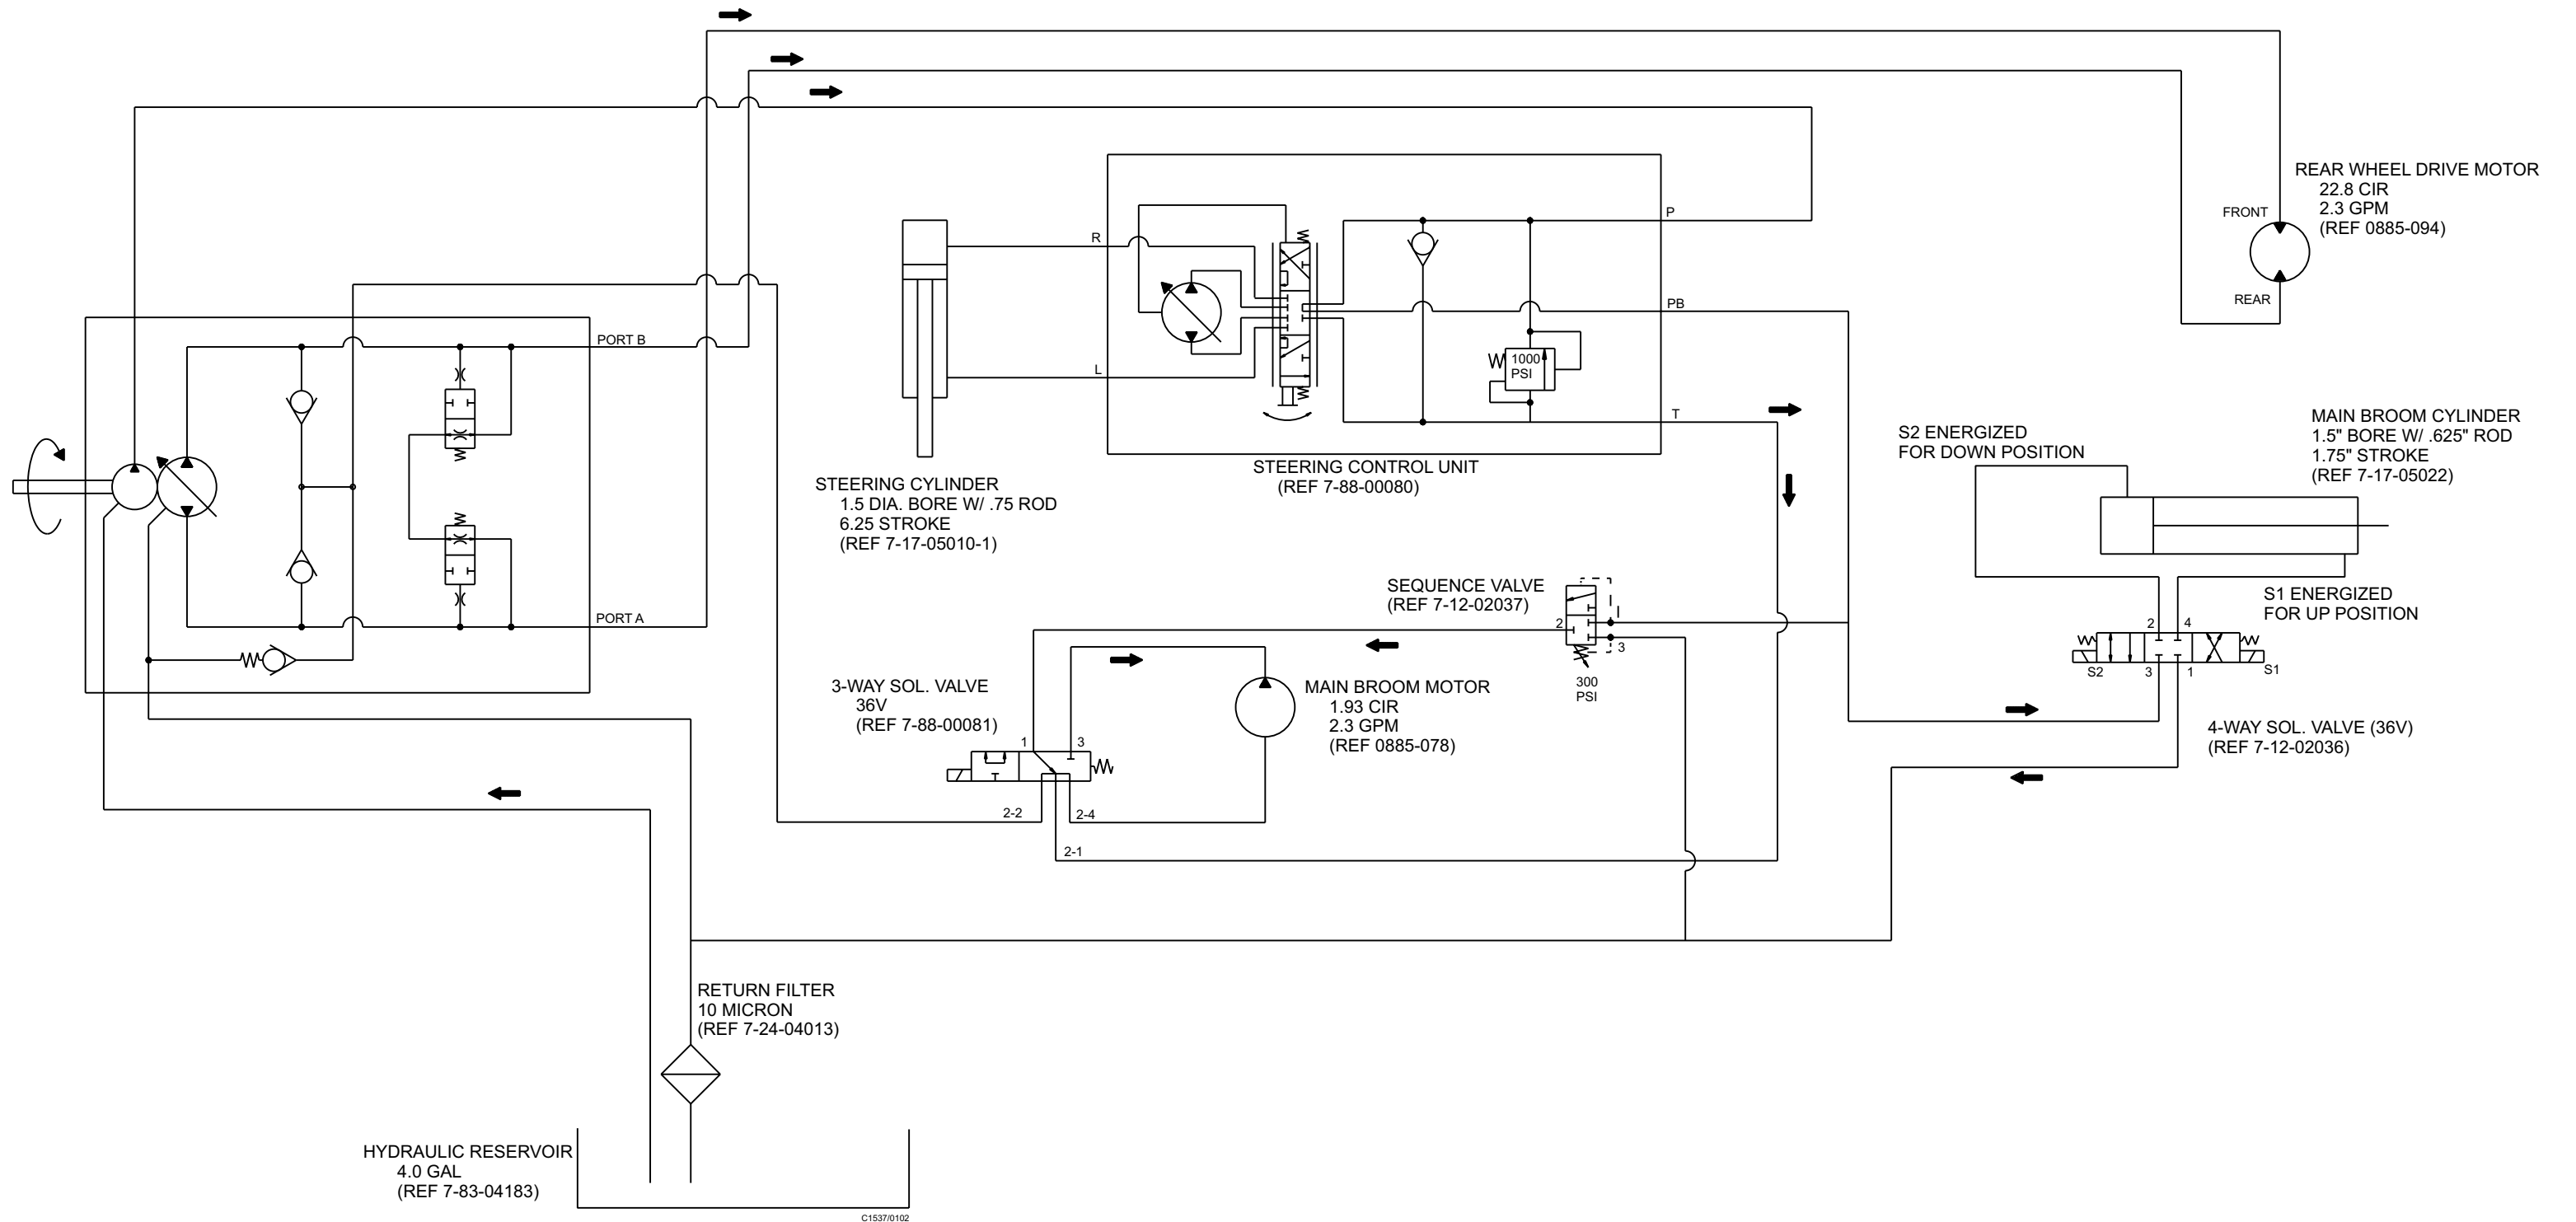 REAR WHEEL DRIVE MOTOR
22.8 CIR
2.3 GPM
(REF 0885-094)
FRONT
REAR
P
R
PB
L
1000
PSI
T
PORT B
STEERING CONTROL UNIT
(REF 7-88-00080)
STEERING CYLINDER
1.5 DIA. BORE W/ .75 ROD
6.25 STROKE
(REF 7-17-05010-1)
S2 ENERGIZED
FOR DOWN POSITION
MAIN BROOM CYLINDER
1.5" BORE W/ .625" ROD
1.75" STROKE
(REF 7-17-05022)
S1 ENERGIZED
FOR UP POSITION
PORT A
SEQUENCE VALVE
(REF 7-12-02037)
2
1
3
300
PSI
2
4
S2
3
1
S1
4-WAY SOL. VALVE (36V)
(REF 7-12-02036)
3-WAY SOL. VALVE
36V
(REF 7-88-00081)
MAIN BROOM MOTOR
1.93 CIR
2.3 GPM
(REF 0885-078)
1
3
2-2
2-4
2-1
RETURN FILTER
10 MICRON
(REF 7-24-04013)
HYDRAULIC RESERVOIR
4.0 GAL
(REF 7-83-04183)
C1537/0102